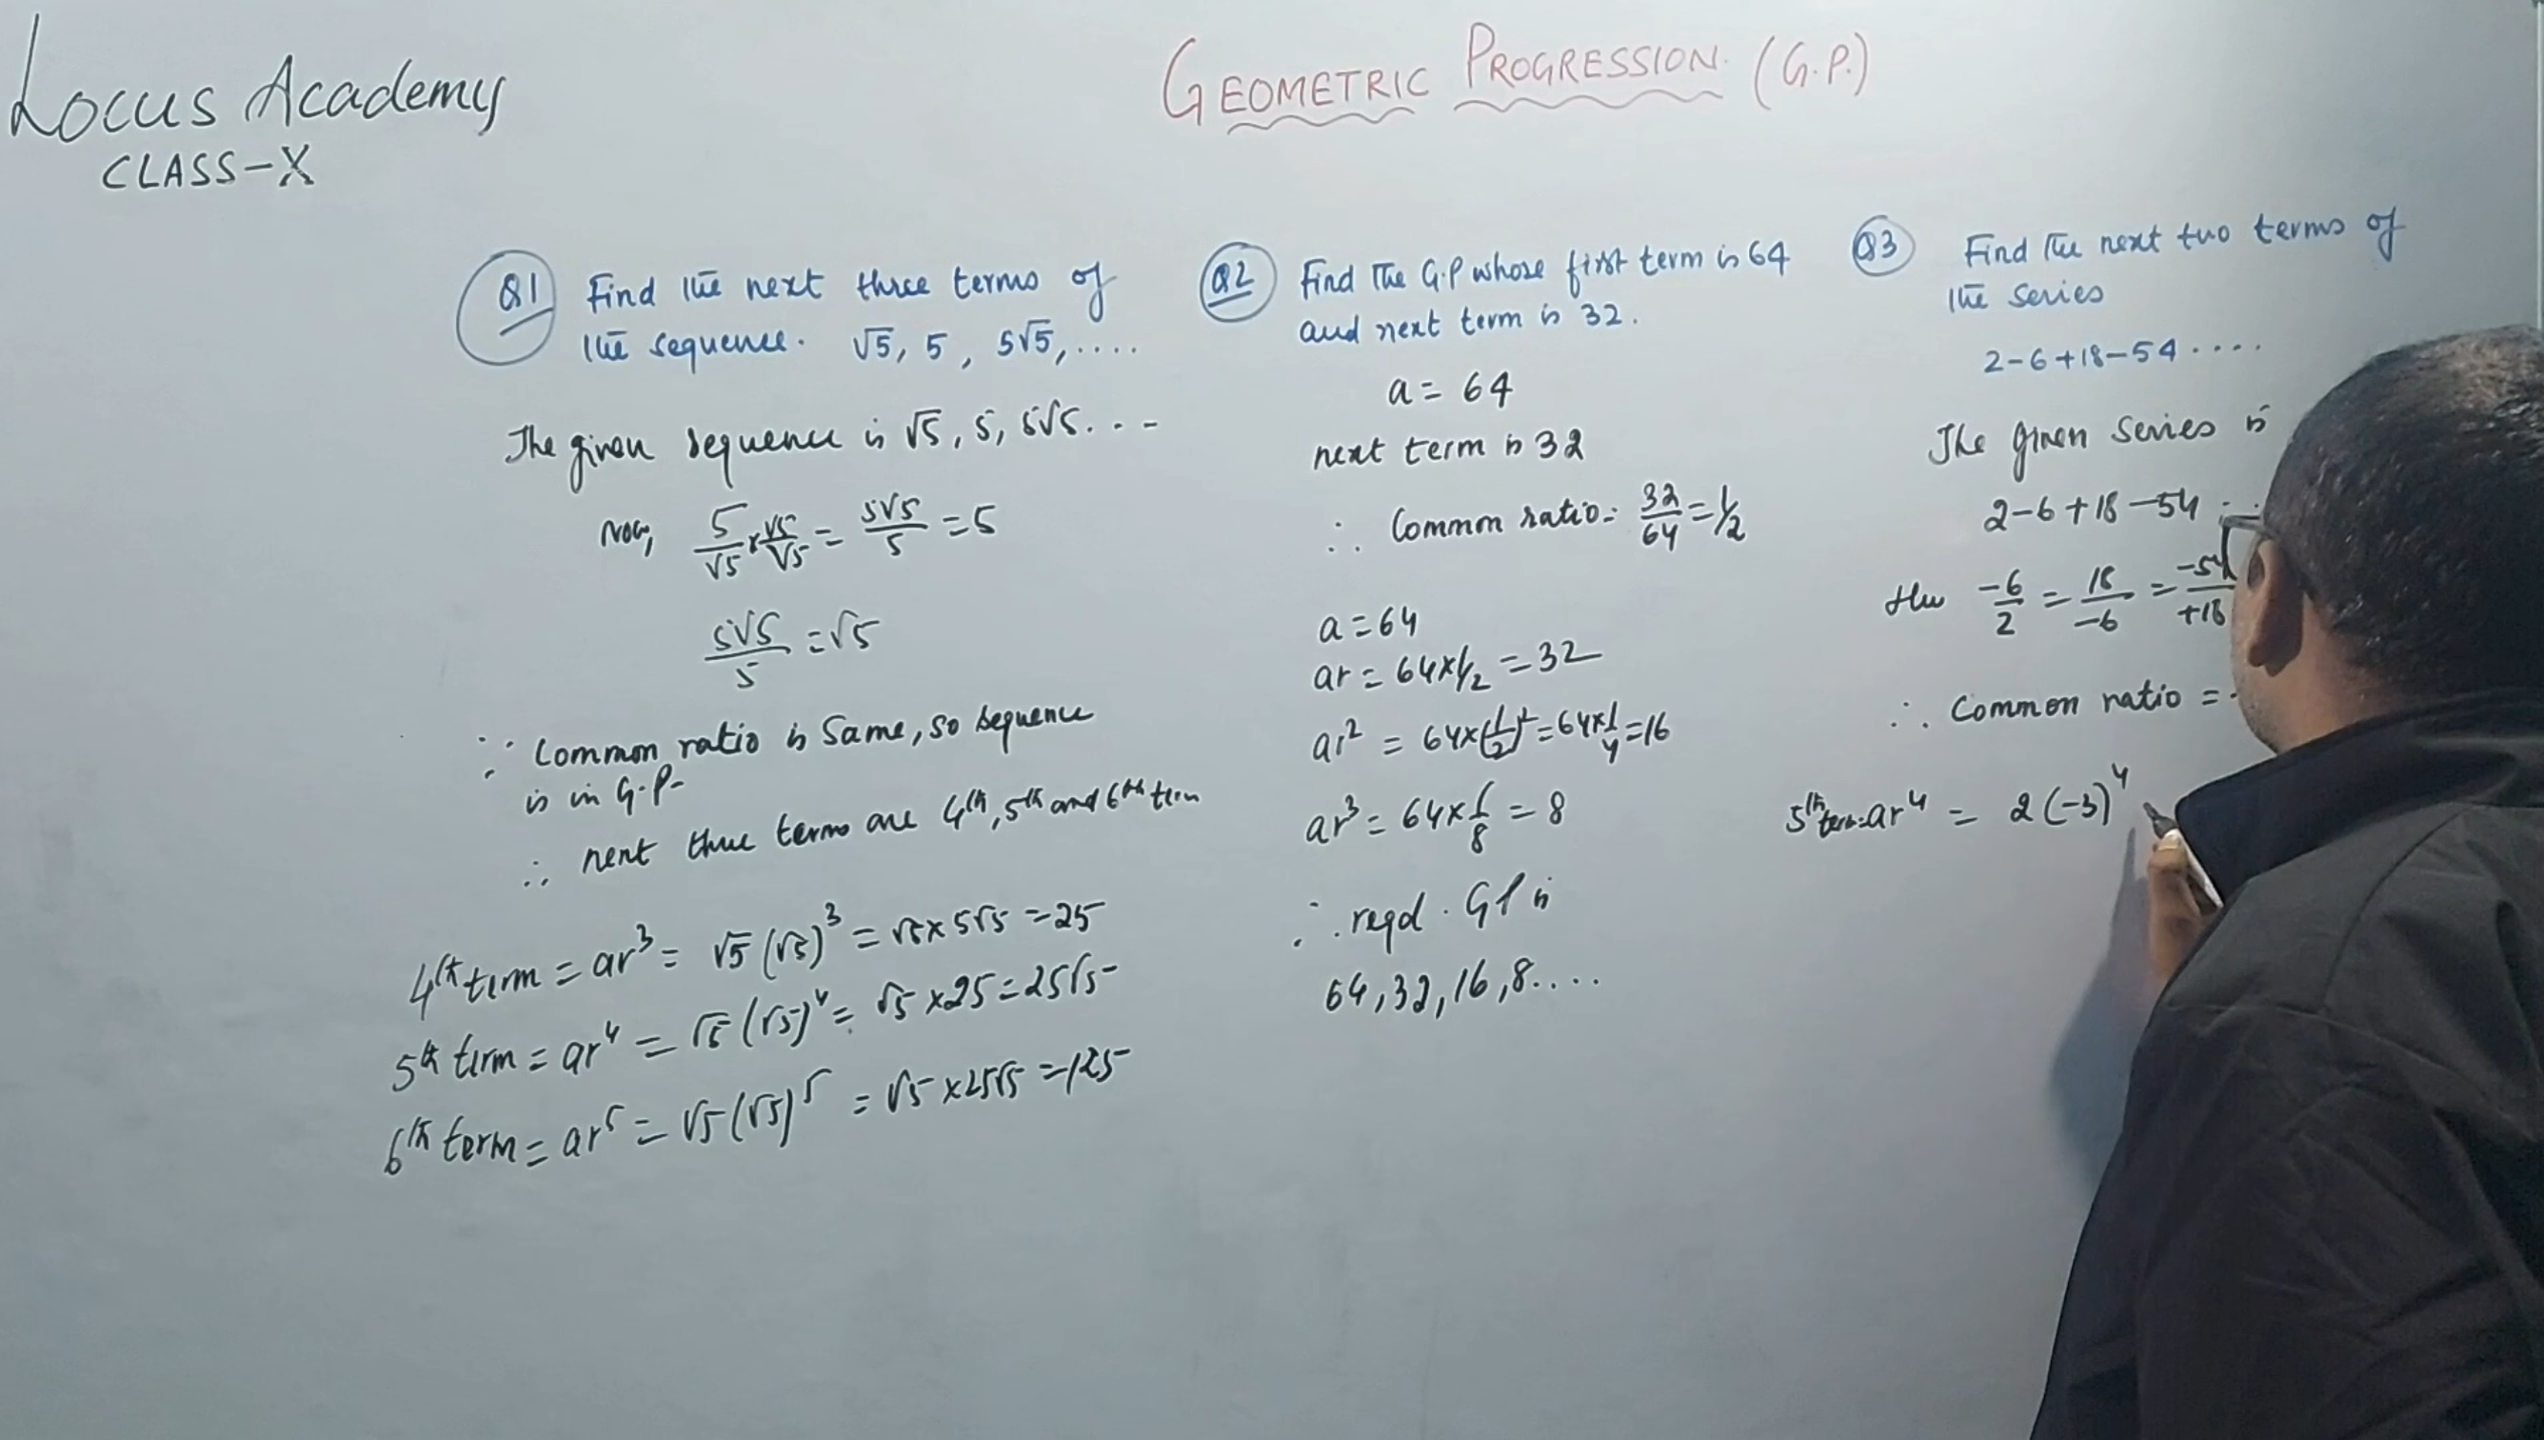 Locus Academy
CLASS-X
GEOMETRIC PROGRESSION. (G.P.)
Q1 Find the next three terms of
the sequence. √5, 5, 5√5, ....
The given sequence is √5, 5, 5√5. . . -
Now, 5/√5 × √5/√5 = 5√5/5 = 5
5√5/5 = √5
∵ Common ratio is Same, so sequence
is in G.P-
∴ next three terms are 4th, 5th and 6th term
4th term = ar³ = √5 (√5)³ = √5 × 5√5 = 25
5th term = ar⁴ = √5 (√5)⁴ = √5 × 25 = 25√5
6th term = ar⁵ = √5 (√5)⁵ = √5 × 25√5 = 125
Q2 Find the G.P whose first term is 64
and next term is 32.
a = 64
next term is 32
∴ Common ratio = 32/64 = 1/2
a = 64
ar = 64×1/2 = 32
ar² = 64×(1/2)² = 64×1/4 = 16
ar³ = 64×1/8 = 8
∴ reqd. GP is
64, 32, 16, 8....
Q3 Find the next two terms of
the series
2-6+18-54....
The given series is
2-6+18-54
-6/2 = 18/-6 = -54/+18
∴ Common ratio =
5th term = ar⁴ = 2(-3)⁴